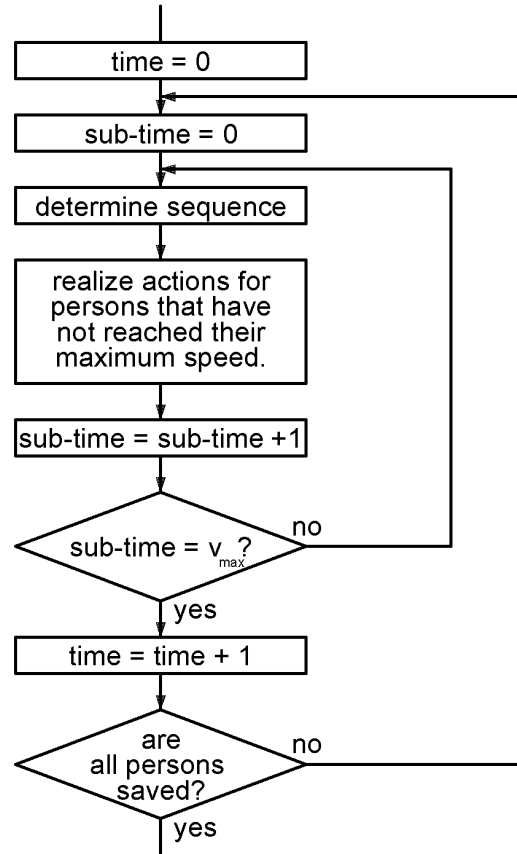 time = 0
sub-time = 0
determine sequence
realize actions for
persons that have
not reached their
maximum speed.
sub-time = sub-time +1
sub-time = vmax?
no
yes
time = time + 1
are
all persons
saved?
no
yes